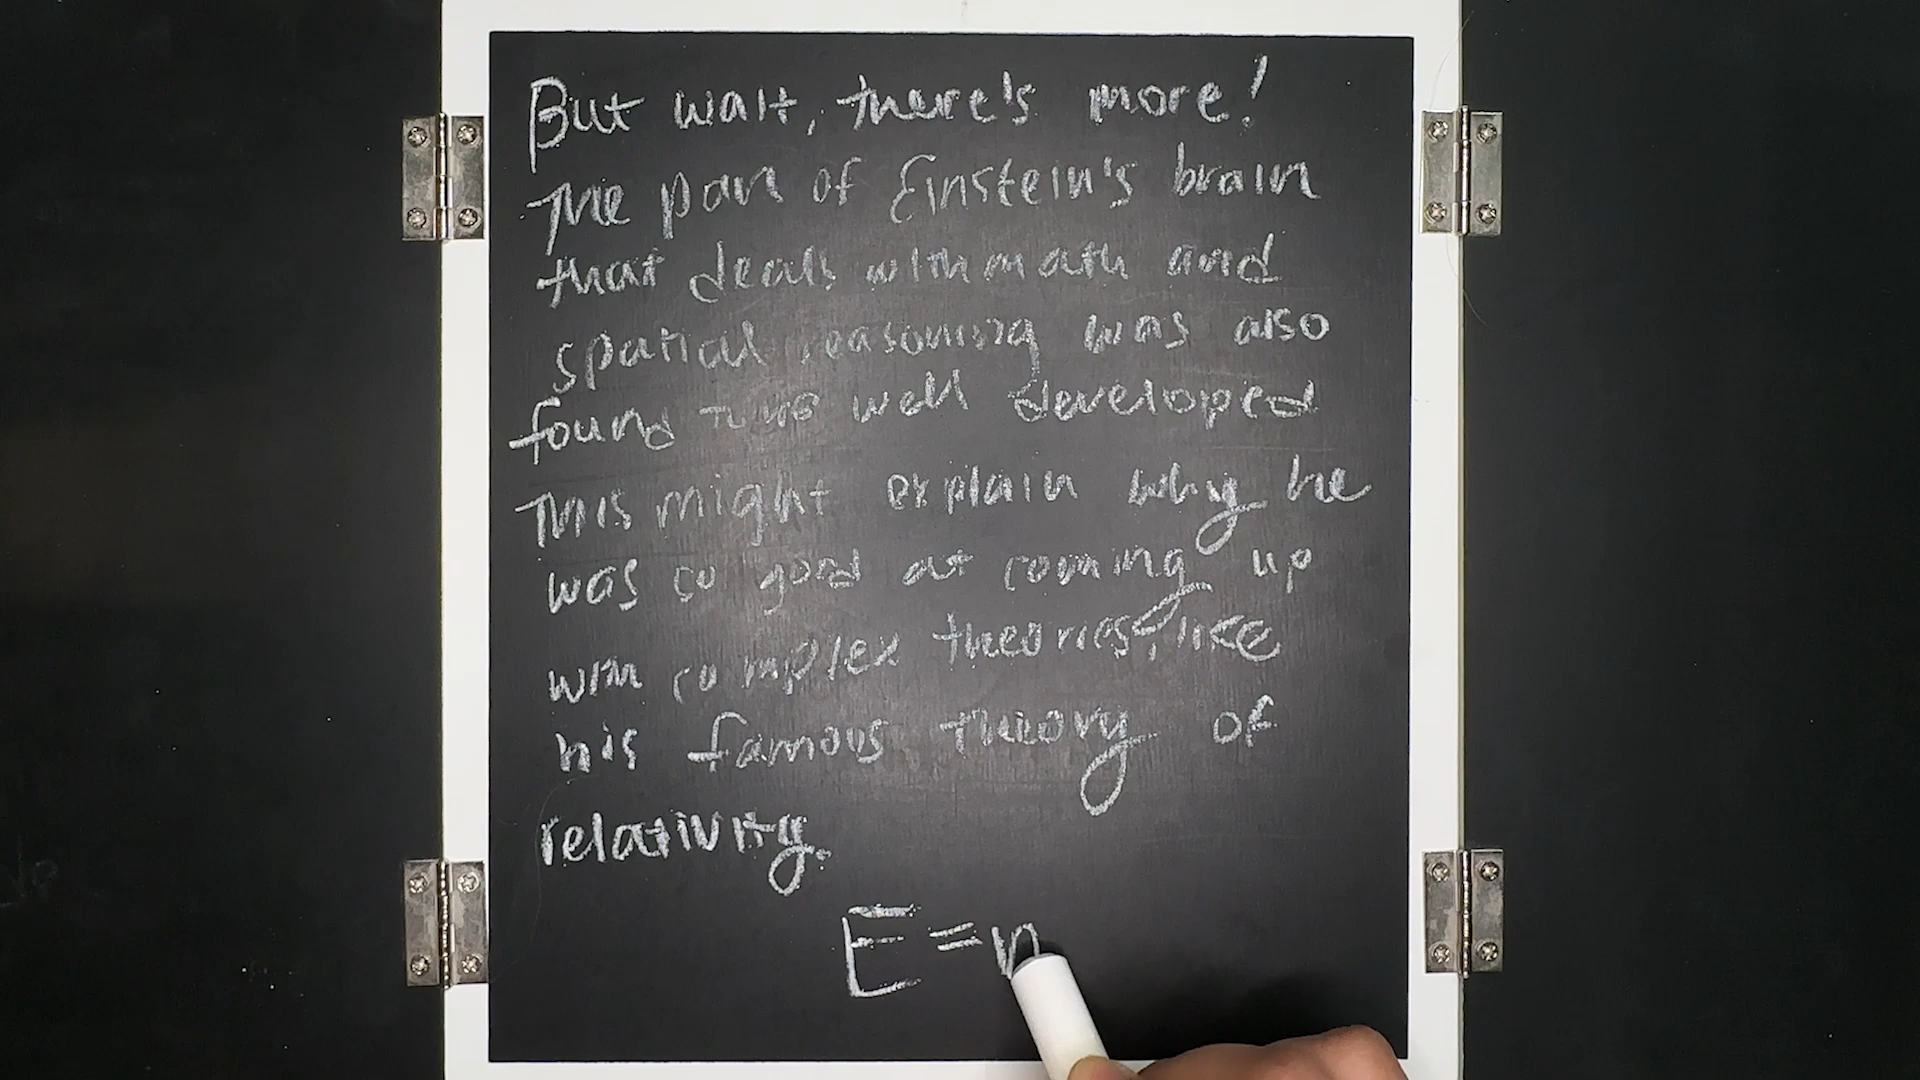 But wait, there's more!
The part of Einstein's brain
that deals with math and
spatial reasoning was also
found to be well developed
This might explain why he
was so good at coming up
with complex theories, like
his famous theory of
relativity.
E=m